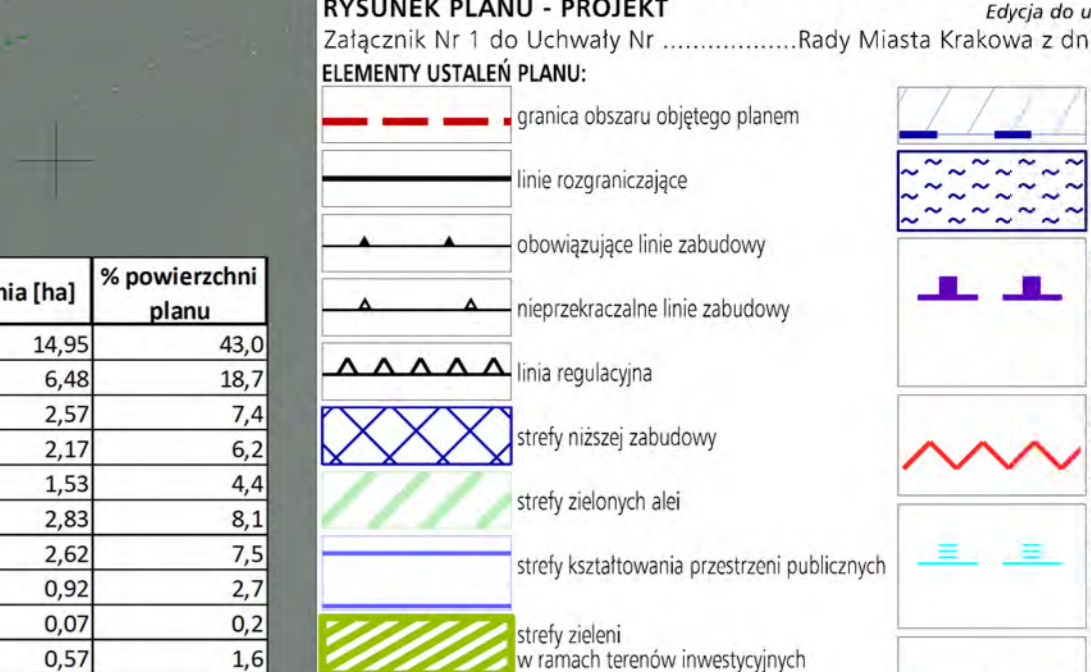 RYSUNEK PLANU - PROJEKT
Edycja do u
Załącznik Nr 1 do Uchwały Nr ..................Rady Miasta Krakowa z dni
ELEMENTY USTALEŃ PLANU:
granica obszaru objętego planem
linie rozgraniczające
obowiązujące linie zabudowy
nieprzekraczalne linie zabudowy
linia regulacyjna
strefy niższej zabudowy
strefy zielonych alei
strefy kształtowania przestrzeni publicznych
strefy zieleni
w ramach terenów inwestycyjnych
nia [ha] % powierzchni
planu
14,95 43,0
6,48 18,7
2,57 7,4
2,17 6,2
1,53 4,4
2,83 8,1
2,62 7,5
0,92 2,7
0,07 0,2
0,57 1,6